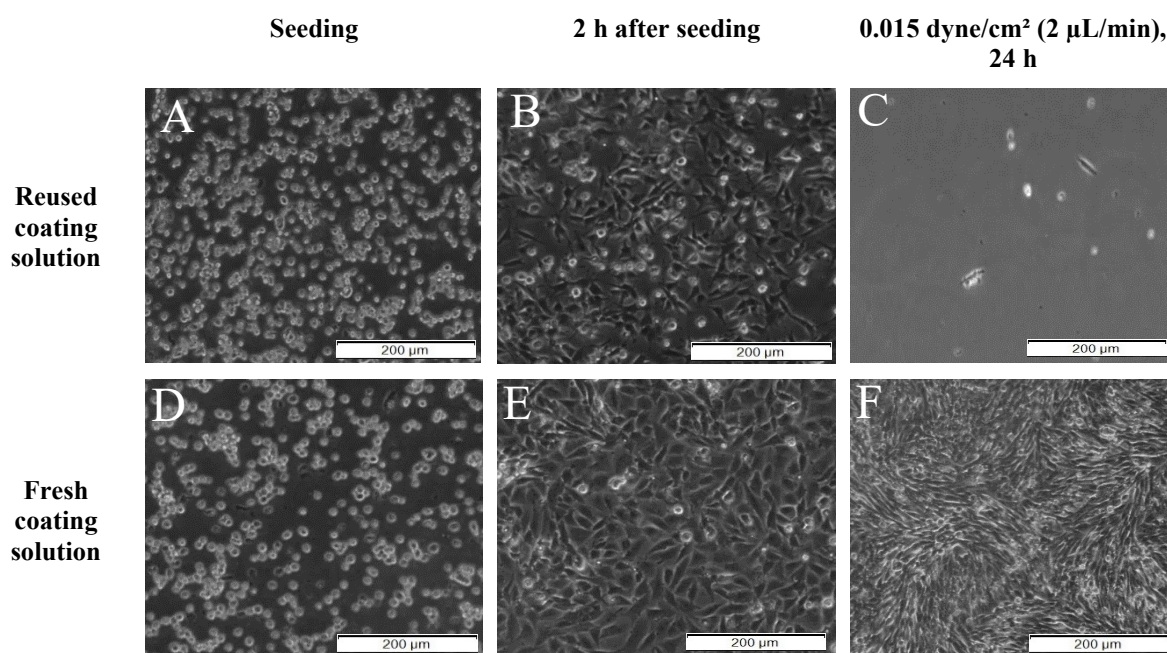 Seeding
2 h after seeding
0.015 dyne/cm² (2 µL/min),
24 h
Reused
coating
solution
A
200 µm
B
200 µm
C
200 µm
Fresh
coating
solution
D
200 µm
E
200 µm
F
200 µm